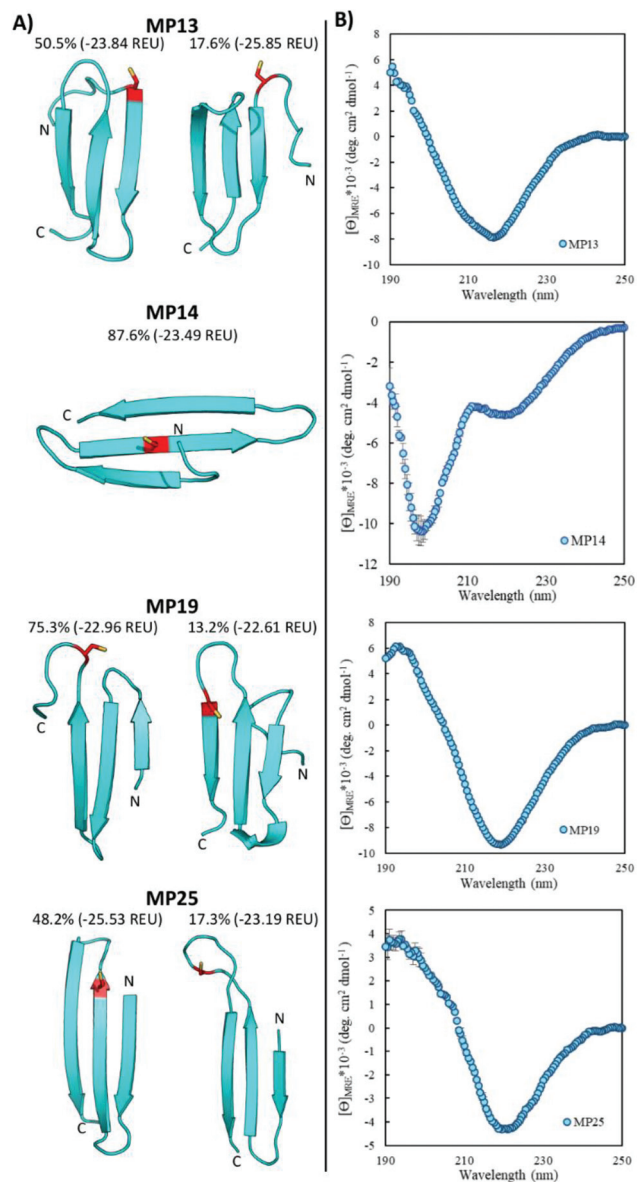 A)
MP13
50.5% (-23.84 REU) 17.6% (-25.85 REU)
N
C
N
C
MP14
87.6% (-23.49 REU)
C
N
MP19
75.3% (-22.96 REU) 13.2% (-22.61 REU)
C
N
N
C
MP25
48.2% (-25.53 REU) 17.3% (-23.19 REU)
N
N
C
C
B)
[Θ]MRE*10-3 (deg. cm2 dmol-1)
8
6
4
2
0
-2
-4
-6
-8
-10
190 210 230 250
Wavelength (nm)
MP13
[Θ]MRE*10-3 (deg. cm2 dmol-1)
0
-2
-4
-6
-8
-10
-12
190 210 230 250
Wavelength (nm)
MP14
[Θ]MRE*10-3 (deg. cm2 dmol-1)
8
6
4
2
0
-2
-4
-6
-8
-10
190 210 230 250
Wavelength (nm)
MP19
[Θ]MRE*10-3 (deg. cm2 dmol-1)
5
4
3
2
1
0
-1
-2
-3
-4
-5
190 210 230 250
Wavelength (nm)
MP25